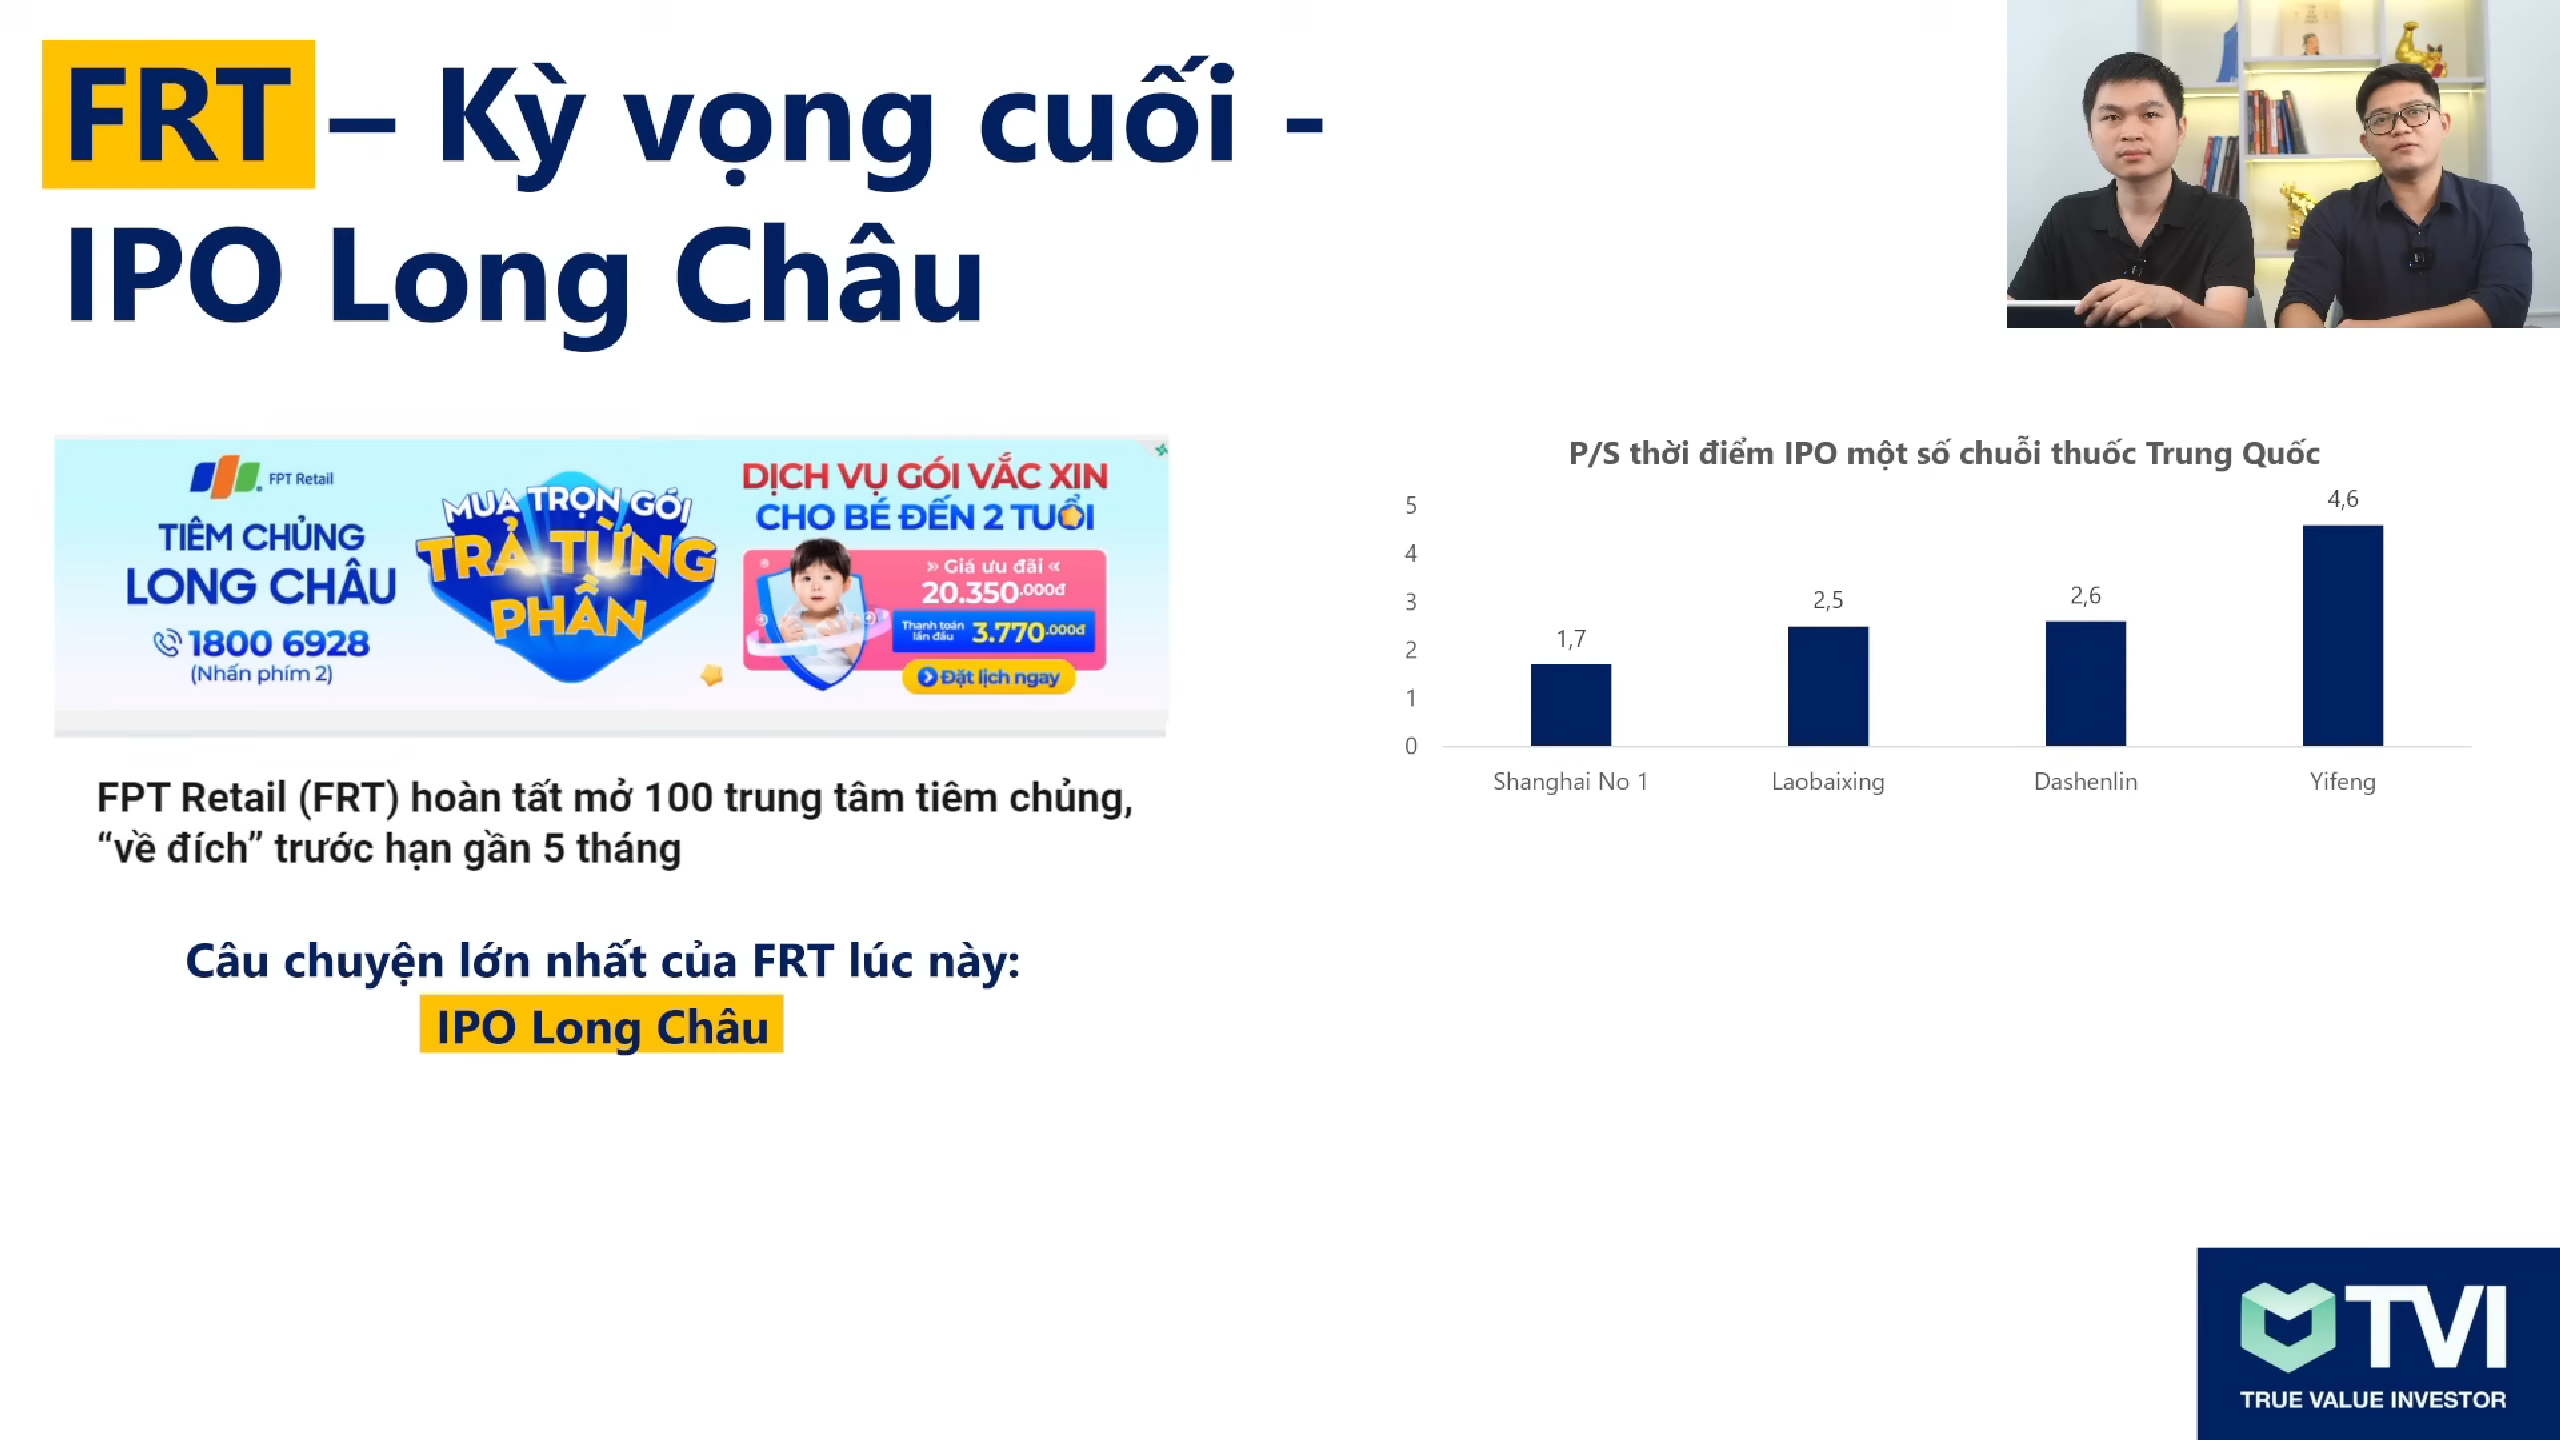 FRT – Kỳ vọng cuối -
IPO Long Châu
FPT Retail
TIÊM CHỦNG
LONG CHÂU
1800 6928
(Nhấn phím 2)
MUA TRỌN GÓI
TRẢ TỪNG
PHẦN
DỊCH VỤ GÓI VẮC XIN
CHO BÉ ĐẾN 2 TUỔI
» Giá ưu đãi «
20.350.000đ
Thanh toán
lần đầu
3.770.000đ
Đặt lịch ngay
FPT Retail (FRT) hoàn tất mở 100 trung tâm tiêm chủng,
“về đích” trước hạn gần 5 tháng
Câu chuyện lớn nhất của FRT lúc này:
IPO Long Châu
P/S thời điểm IPO một số chuỗi thuốc Trung Quốc
5
4
3
2
1
0
1,7
2,5
2,6
4,6
Shanghai No 1
Laobaixing
Dashenlin
Yifeng
TVI
TRUE VALUE INVESTOR